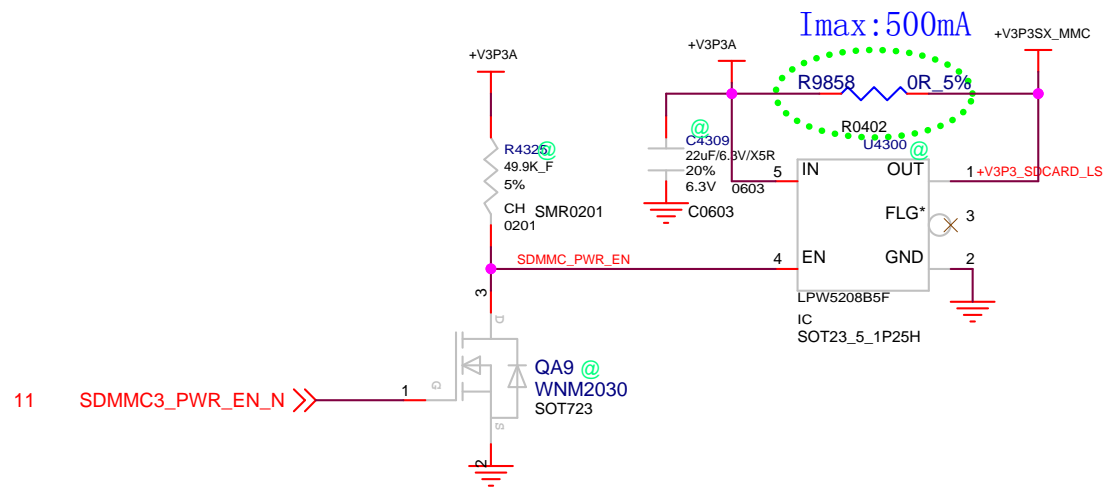 Imax:500mA
+V3P3A
+V3P3SX_MMC
+V3P3A
R9858
0R_5%
R0402
@
C4309
22uF/6.3V/X5R
20%
6.3V
0603
C0603
R4325
@
49.9K_F
5%
CH
0201
SMR0201
U4300
@
5
IN
OUT
1
+V3P3_SDCARD_LS
FLG*
3
SDMMC_PWR_EN
4
EN
GND
2
LPW5208B5F
IC
SOT23_5_1P25H
3
D
QA9
@
WNM2030
SOT723
G
S
11
SDMMC3_PWR_EN_N
1
2